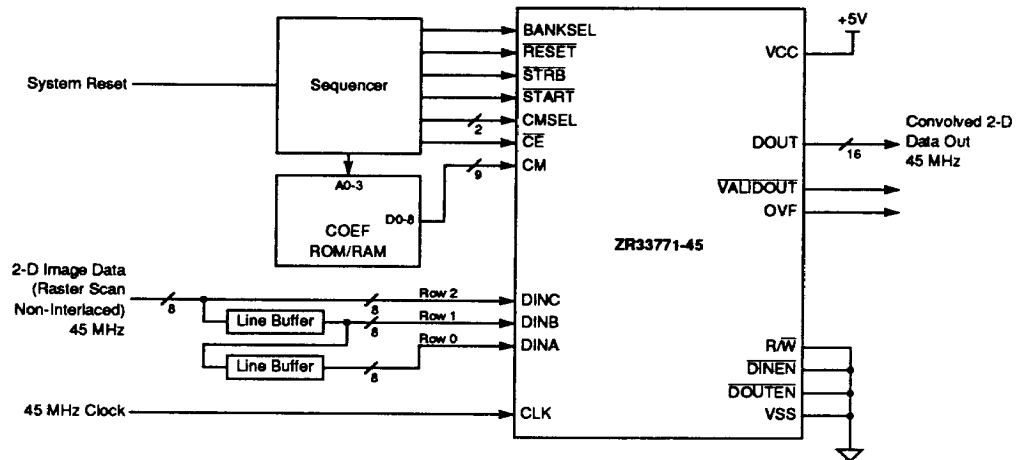 System Reset
Sequencer
BANKSEL
RESET
STRB
START
CMSEL
2
CE
CM
9
A0-3
D0-8
COEF
ROM/RAM
2-D Image Data
(Raster Scan
Non-Interlaced)
45 MHz
8
Line Buffer
Line Buffer
8
Row 2
8
Row 1
8
Row 0
DINC
DINB
DINA
45 MHz Clock
CLK
ZR33771-45
+5V
VCC
DOUT
16
Convolved 2-D
Data Out
45 MHz
VALIDOUT
OVF
R/W
DINEN
DOUTEN
VSS